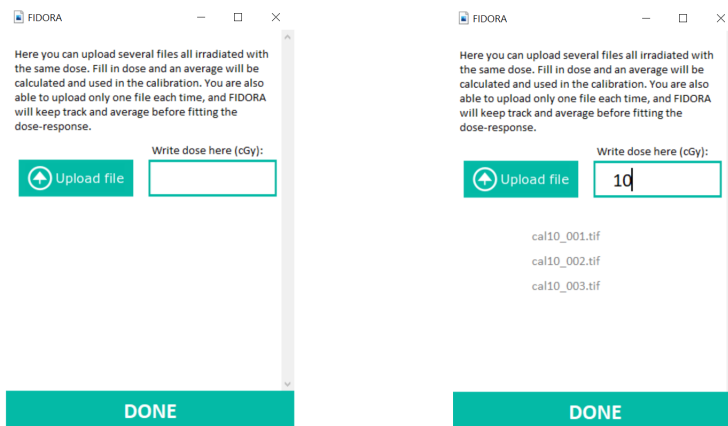 FIDORA
Here you can upload several files all irradiated with
the same dose. Fill in dose and an average will be
calculated and used in the calibration. You are also
able to upload only one file each time, and FIDORA
will keep track and average before fitting the
dose-response.
Write dose here (cGy):
Upload file
DONE
FIDORA
Here you can upload several files all irradiated with
the same dose. Fill in dose and an average will be
calculated and used in the calibration. You are also
able to upload only one file each time, and FIDORA
will keep track and average before fitting the
dose-response.
Write dose here (cGy):
Upload file
10
cal10_001.tif
cal10_002.tif
cal10_003.tif
DONE